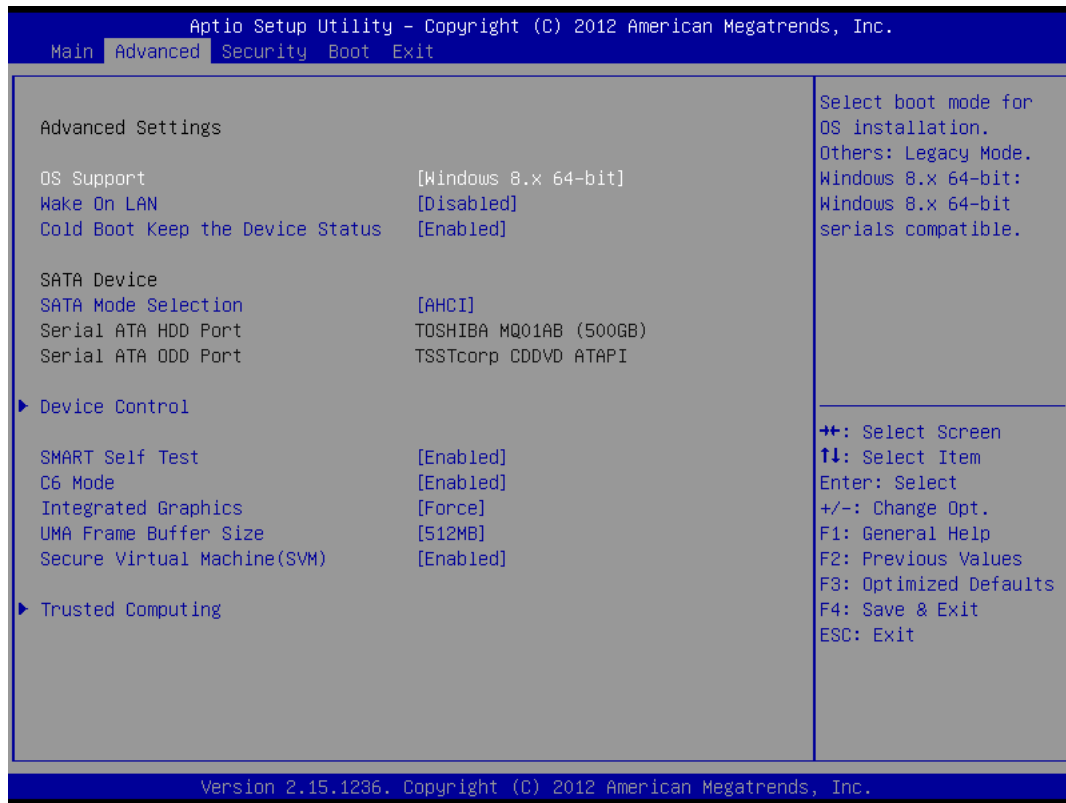 Aptio Setup Utility – Copyright (C) 2012 American Megatrends, Inc.
Main Advanced Security Boot Exit
Advanced Settings
OS Support [Windows 8.x 64-bit]
Wake On LAN [Disabled]
Cold Boot Keep the Device Status [Enabled]
SATA Device
SATA Mode Selection [AHCI]
Serial ATA HDD Port TOSHIBA MQ01AB (500GB)
Serial ATA ODD Port TSSTcorp CDDVD ATAPI
Device Control
SMART Self Test [Enabled]
C6 Mode [Enabled]
Integrated Graphics [Force]
UMA Frame Buffer Size [512MB]
Secure Virtual Machine(SVM) [Enabled]
Trusted Computing
Select boot mode for
OS installation.
Others: Legacy Mode.
Windows 8.x 64-bit:
Windows 8.x 64-bit
serials compatible.
→←: Select Screen
↑↓: Select Item
Enter: Select
+/-: Change Opt.
F1: General Help
F2: Previous Values
F3: Optimized Defaults
F4: Save & Exit
ESC: Exit
Version 2.15.1236. Copyright (C) 2012 American Megatrends, Inc.